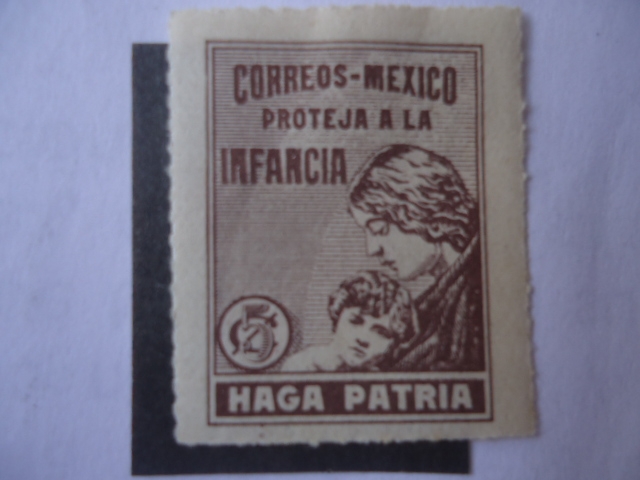 CORREOS-MEXICO
PROTEJA A LA
INFANCIA
5
HAGA PATRIA